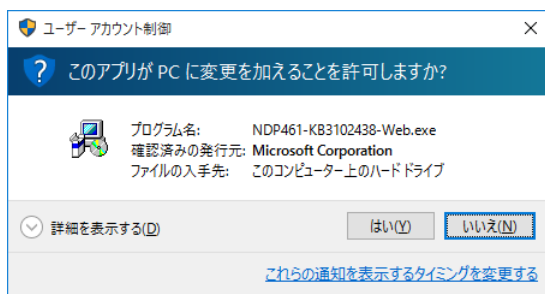 ユーザー アカウント制御
このアプリが PC に変更を加えることを許可しますか?
プログラム名: NDP461-KB3102438-Web.exe
確認済みの発行元: Microsoft Corporation
ファイルの入手先: このコンピューター上のハード ドライブ
詳細を表示する(D) はい(Y) いいえ(N)
これらの通知を表示するタイミングを変更する